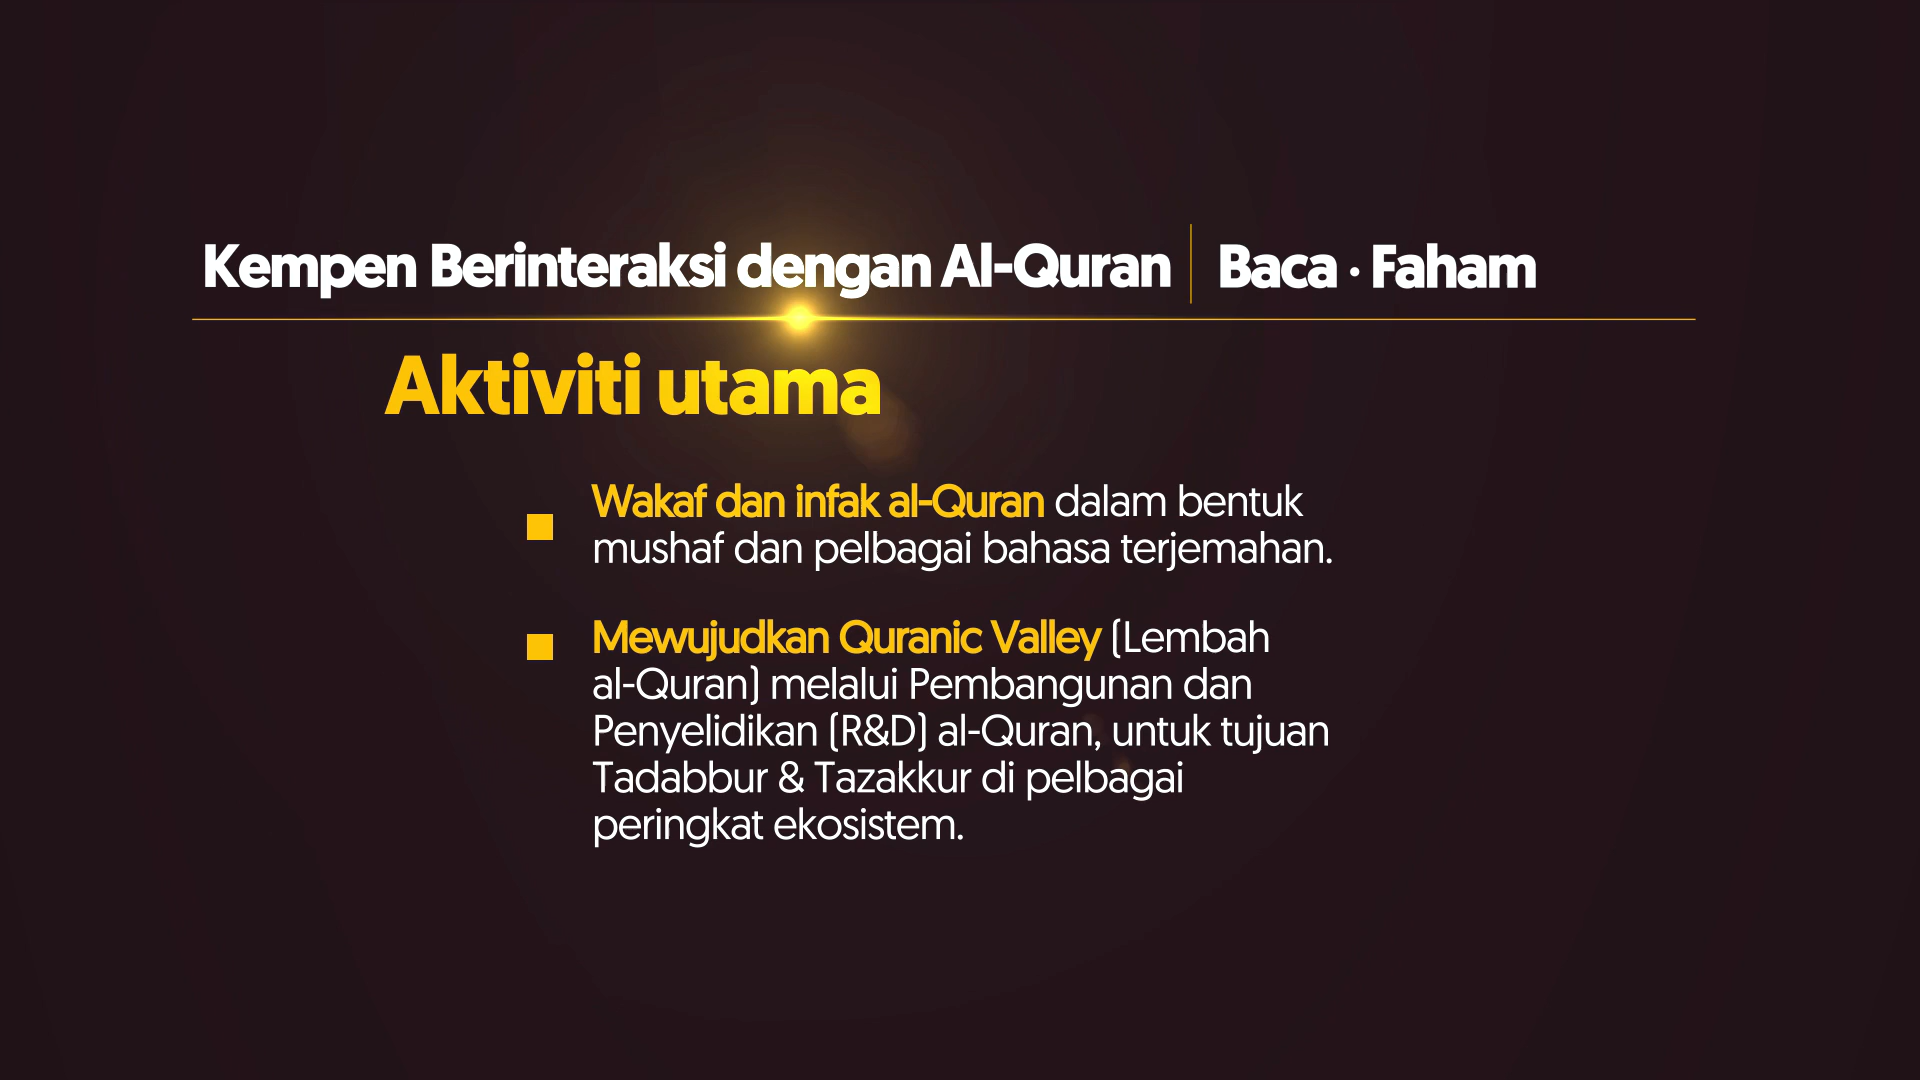 Kempen Berinteraksi dengan Al-Quran | Baca · Faham
Aktiviti utama
Wakaf dan infak al-Quran dalam bentuk
mushaf dan pelbagai bahasa terjemahan.
Mewujudkan Quranic Valley (Lembah
al-Quran) melalui Pembangunan dan
Penyelidikan (R&D) al-Quran, untuk tujuan
Tadabbur & Tazakkur di pelbagai
peringkat ekosistem.